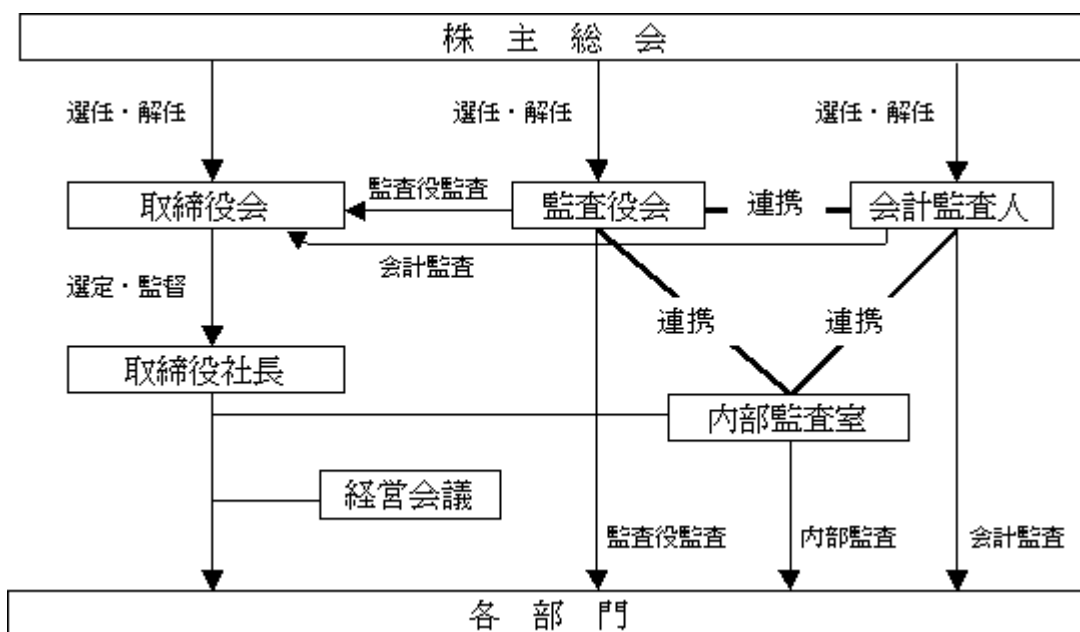 株 主 総 会
選任・解任
選任・解任
選任・解任
取締役会
監査役監査
監査役会
連携
会計監査人
会計監査
選定・監督
連携
連携
取締役社長
内部監査室
経営会議
監査役監査
内部監査
会計監査
各 部 門